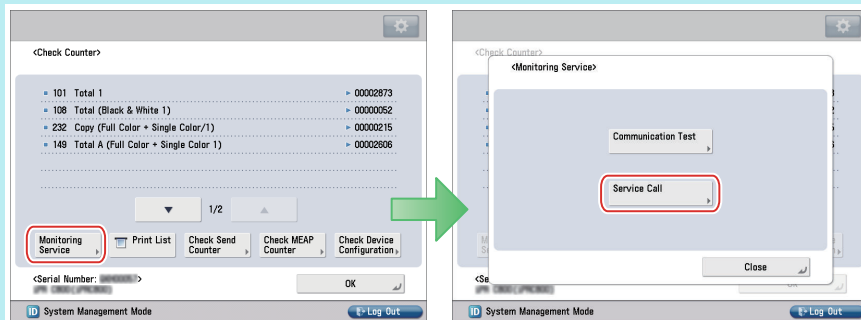 <Check Counter>
101 Total 1 00002873
108 Total (Black & White 1) 00000052
232 Copy (Full Color + Single Color/1) 00000215
149 Total A (Full Color + Single Color 1) 00002606
1/2
Monitoring Service
Print List
Check Send Counter
Check MEAP Counter
Check Device Configuration
<Serial Number: >
OK
ID System Management Mode
Log Out
<Check Counter>
<Monitoring Service>
Communication Test
Service Call
Close
OK
ID System Management Mode
Log Out